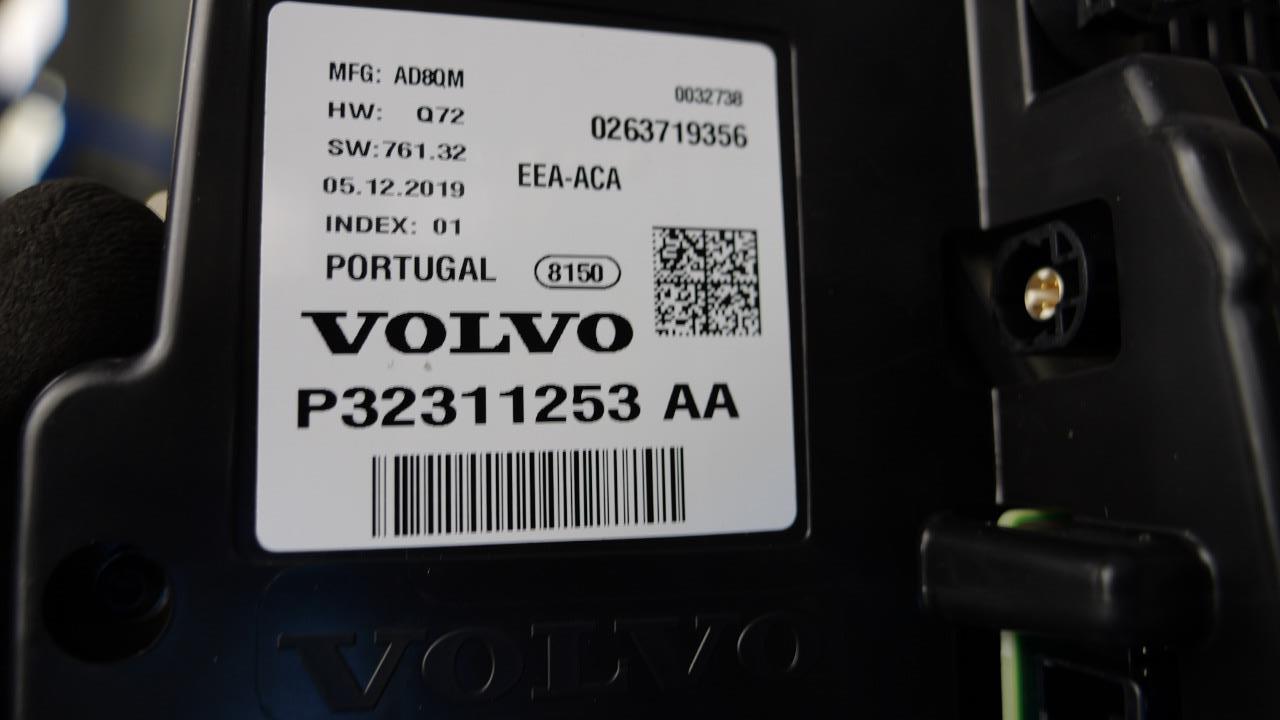 MFG: AD8QM
0032738
HW: Q72
0263719356
SW:761.32
EEA-ACA
05.12.2019
INDEX: 01
PORTUGAL 8150
VOLVO
P32311253 AA
VOLVO